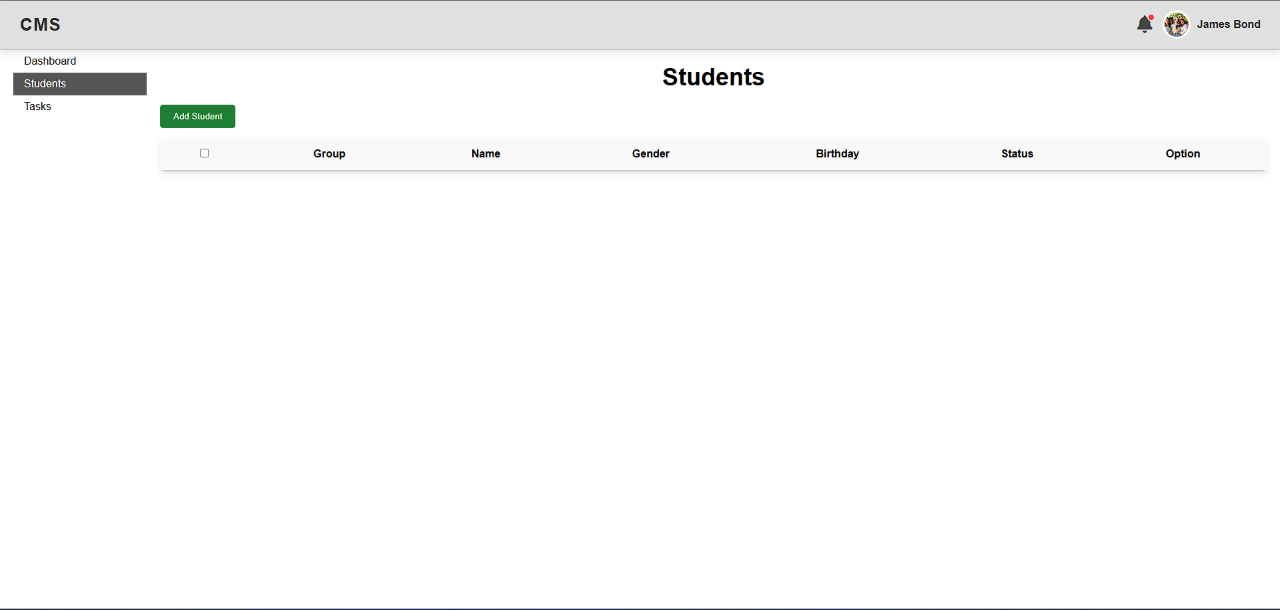 CMS
James Bond
Dashboard
Students
Tasks
Students
Add Student
Group Name Gender Birthday Status Option